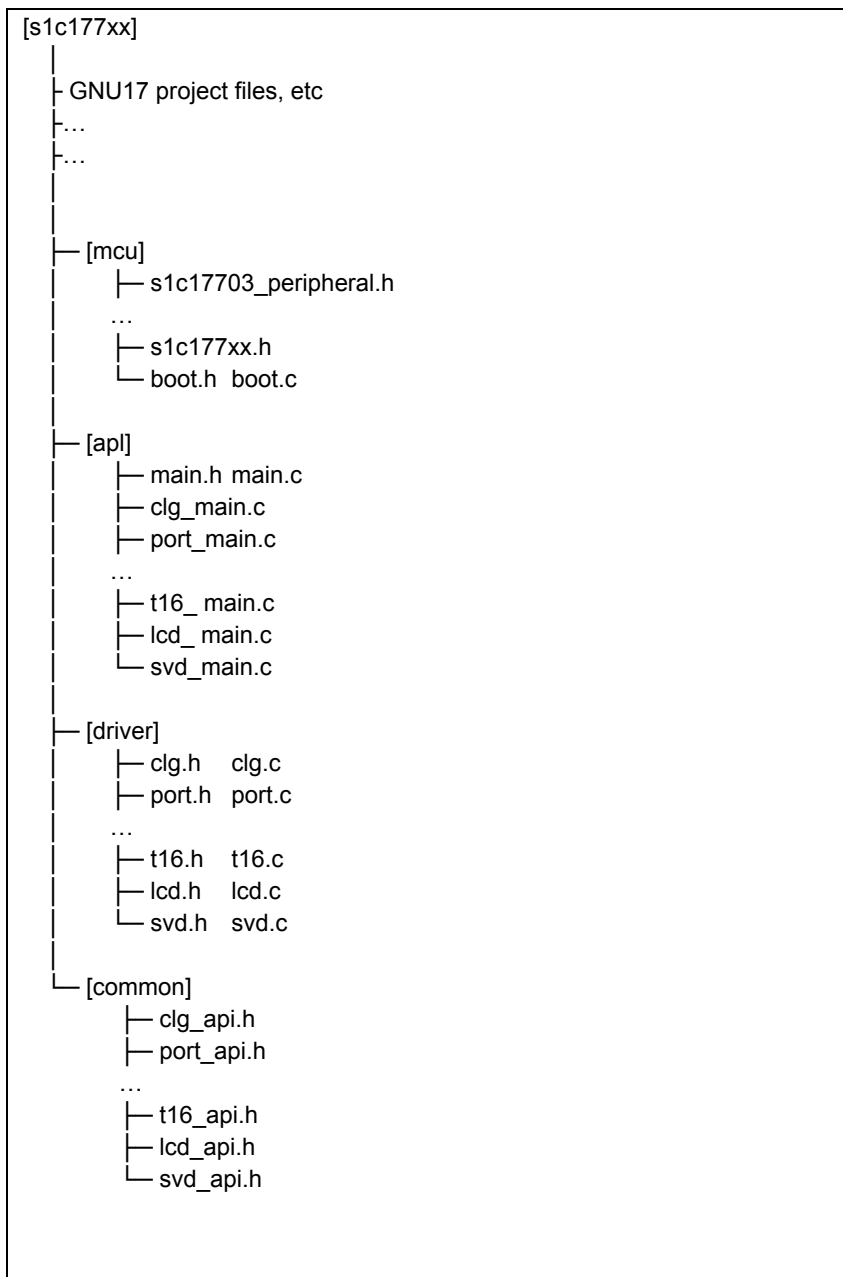 [s1c177xx]
GNU17 project files, etc
…
…
[mcu]
s1c17703_peripheral.h
…
s1c177xx.h
boot.h boot.c
[apl]
main.h main.c
clg_main.c
port_main.c
…
t16_ main.c
lcd_ main.c
svd_main.c
[driver]
clg.h clg.c
port.h port.c
…
t16.h t16.c
lcd.h lcd.c
svd.h svd.c
[common]
clg_api.h
port_api.h
…
t16_api.h
lcd_api.h
svd_api.h